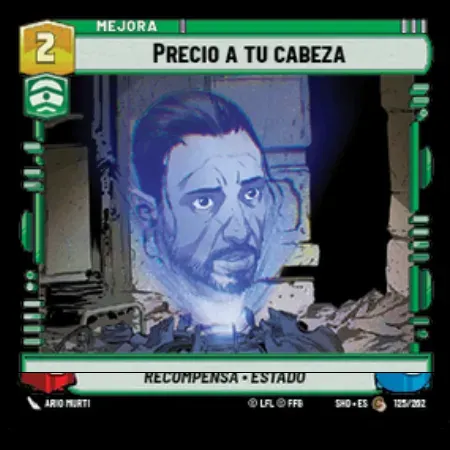 MEJORA
2
PRECIO A TU CABEZA
RECOMPENSA • ESTADO
ARIO MURTI
© LFL © FFG
SHD • ES
125/262